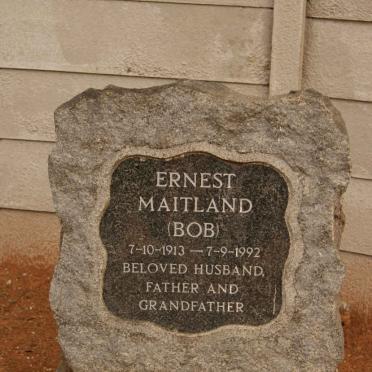 ERNEST
MAITLAND
(BOB)
7-10-1913 — 7-9-1992
BELOVED HUSBAND,
FATHER AND
GRANDFATHER